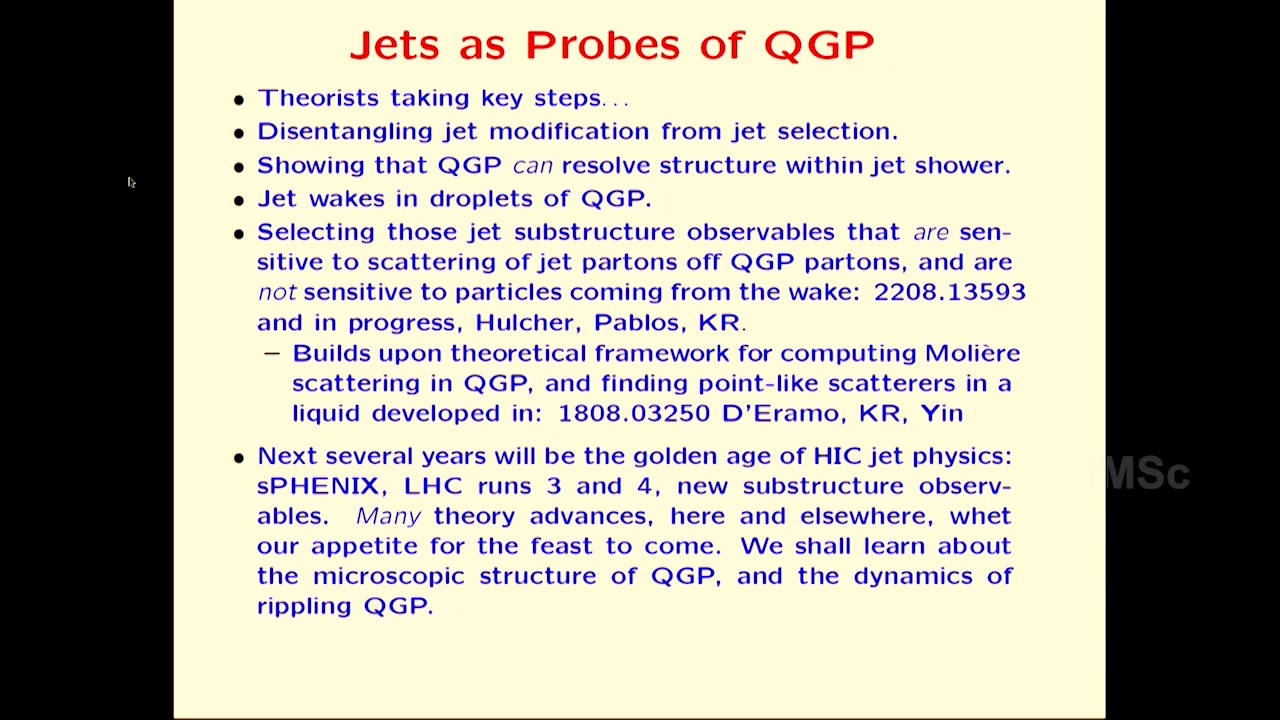 Jets as Probes of QGP
• Theorists taking key steps...
• Disentangling jet modification from jet selection.
• Showing that QGP can resolve structure within jet shower.
• Jet wakes in droplets of QGP.
• Selecting those jet substructure observables that are sen-
sitive to scattering of jet partons off QGP partons, and are
not sensitive to particles coming from the wake: 2208.13593
and in progress, Hulcher, Pablos, KR.
– Builds upon theoretical framework for computing Molière
scattering in QGP, and finding point-like scatterers in a
liquid developed in: 1808.03250 D'Eramo, KR, Yin
• Next several years will be the golden age of HIC jet physics:
sPHENIX, LHC runs 3 and 4, new substructure observ-
ables. Many theory advances, here and elsewhere, whet
our appetite for the feast to come. We shall learn about
the microscopic structure of QGP, and the dynamics of
rippling QGP.
IMSc